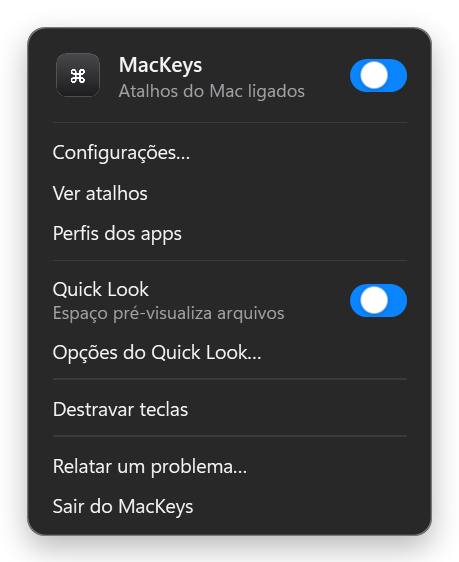 ⌘
MacKeys
Atalhos do Mac ligados
Configurações...
Ver atalhos
Perfis dos apps
Quick Look
Espaço pré-visualiza arquivos
Opções do Quick Look...
Destravar teclas
Relatar um problema...
Sair do MacKeys